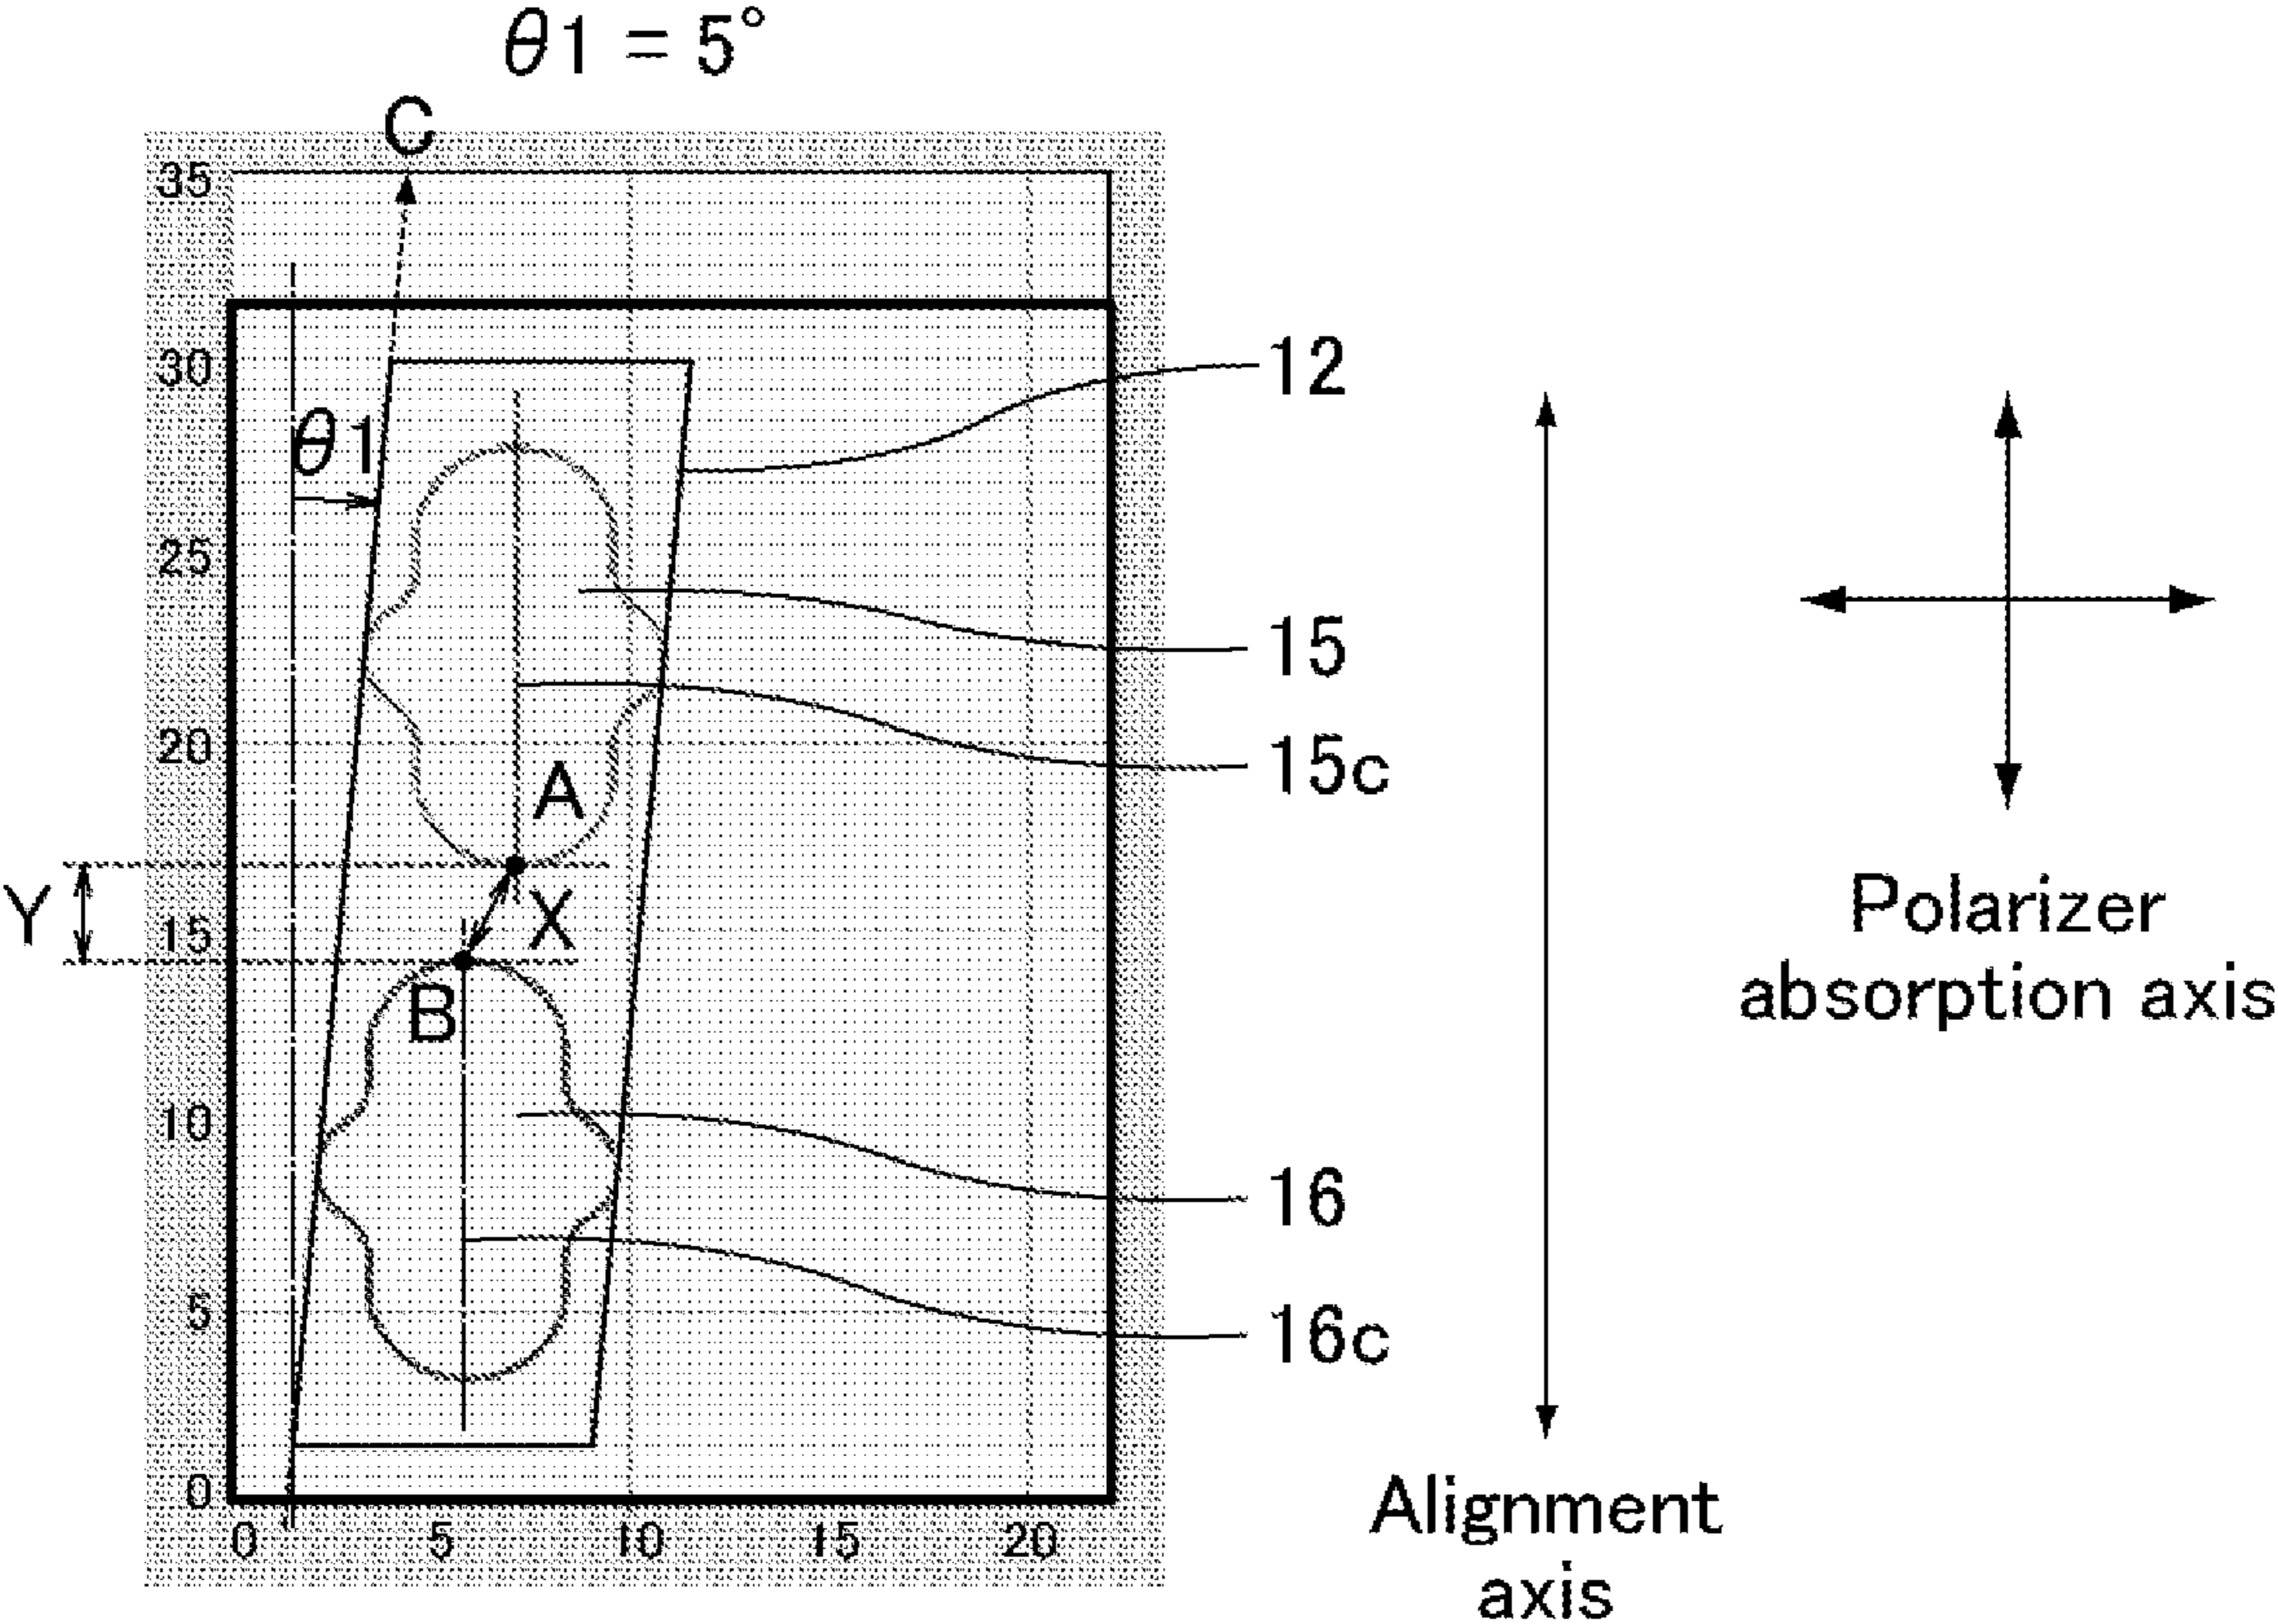 θ1 = 5°
C
35
30
12
θ1
25
15
20
15c
A
Y
X
15
Polarizer
absorption axis
B
10
16
5
16c
0
0 5 10 15 20
Alignment
axis